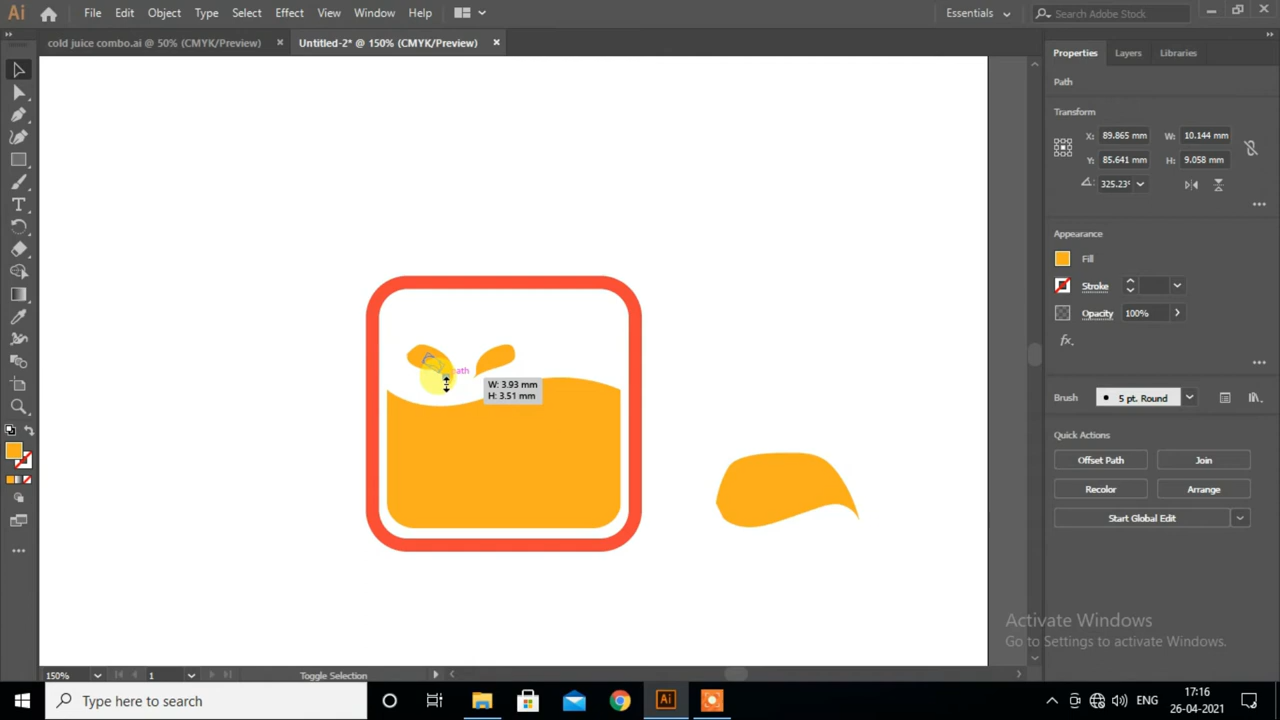 Ai File Edit Object Type Select Effect View Window Help Essentials Search Adobe Stock
cold juice combo.ai @ 50% (CMYK/Preview) × Untitled-2* @ 150% (CMYK/Preview) ×
Properties Layers Libraries
Path
Transform
X: 89.865 mm W: 10.144 mm
Y: 85.641 mm H: 9.058 mm
325.23°
Appearance
Fill
Stroke
Opacity 100%
fx.
Brush 5 pt. Round
Quick Actions
Offset Path Join
Recolor Arrange
Start Global Edit
path
W: 3.93 mm
H: 3.51 mm
Activate Windows
Go to Settings to activate Windows.
150% 1 Toggle Selection
Type here to search
Ai
ENG
17:16
26-04-2021